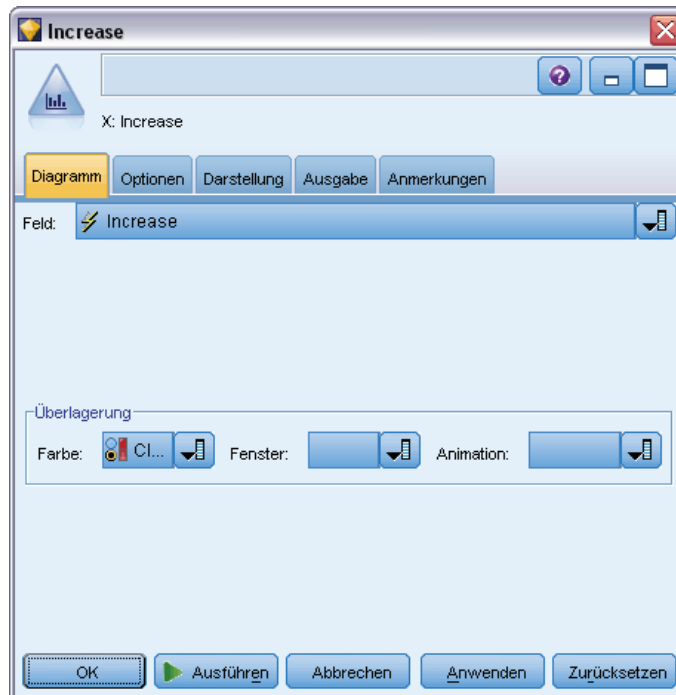 Increase
X: Increase
Diagramm Optionen Darstellung Ausgabe Anmerkungen
Feld: Increase
Überlagerung
Farbe: Cl... Fenster: Animation:
OK Ausführen Abbrechen Anwenden Zurücksetzen